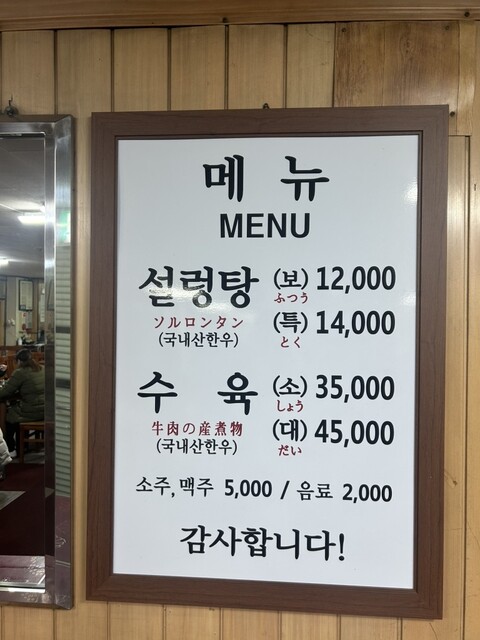 메 뉴
MENU
설렁탕 (보) 12,000
ふつう
ソルロンタン (특) 14,000
(국내산한우) とく
수 육 (소) 35,000
しょう
牛肉の産煮物 (대) 45,000
(국내산한우) だい
소주, 맥주 5,000 / 음료 2,000
감사합니다!